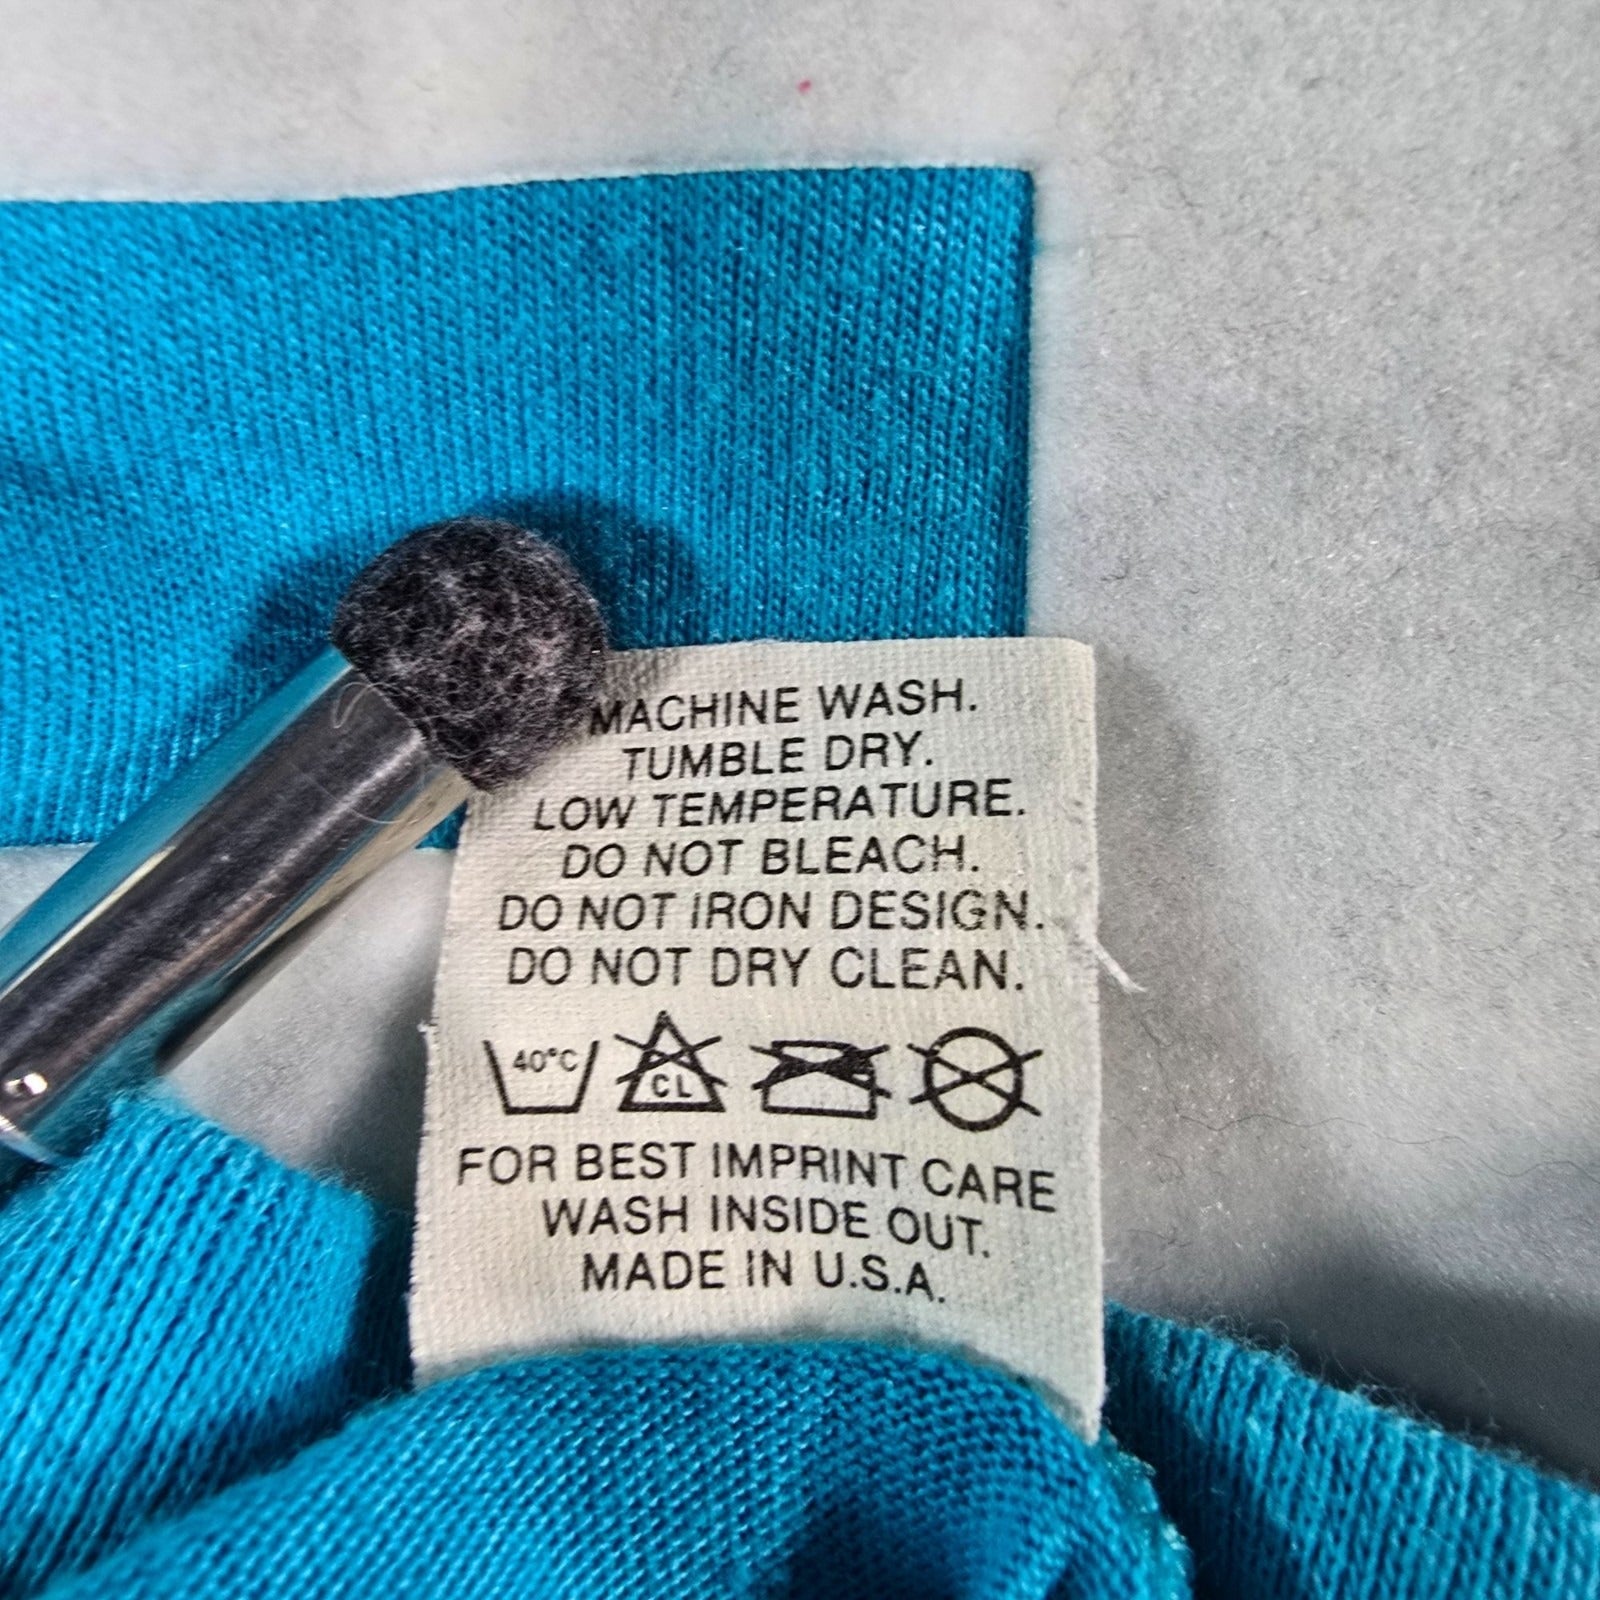 MACHINE WASH.
TUMBLE DRY.
LOW TEMPERATURE.
DO NOT BLEACH.
DO NOT IRON DESIGN.
DO NOT DRY CLEAN.
40°C CL
FOR BEST IMPRINT CARE
WASH INSIDE OUT.
MADE IN U.S.A.